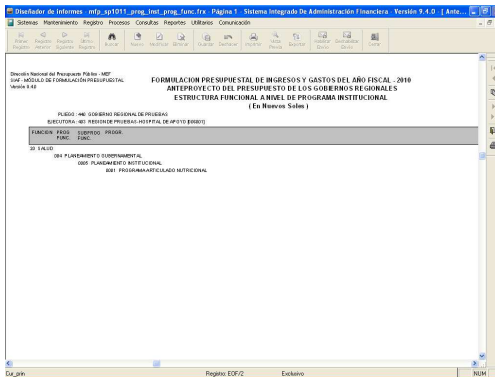 Diseñador de informes - mfp_sp1011_prog_inst_prog_func.frx - Página 1 - Sistema Integrado De Administración Financiera - Versión 9.4.0 - [ Ante...
Sistemas Mantenimiento Registro Procesos Consultas Reportes Utilitarios Comunicación
Primer Registro Registro Anterior Registro Siguiente Último Registro Buscar Nuevo Modificar Eliminar Guardar Deshacer Imprimir Vista Previa Exportar Habilitar Envío Deshabilitar Envío Cerrar
Dirección Nacional del Presupuesto Público - MEF
SIAF - MÓDULO DE FORMULACIÓN PRESUPUESTAL
Versión 9.4.0
FORMULACION PRESUPUESTAL DE INGRESOS Y GASTOS DEL AÑO FISCAL - 2010
ANTEPROYECTO DEL PRESUPUESTO DE LOS GOBIERNOS REGIONALES
ESTRUCTURA FUNCIONAL A NIVEL DE PROGRAMA INSTITUCIONAL
( En Nuevos Soles )
PLIEGO : 440 GOBIERNO REGIONAL DE PRUEBAS
EJECUTORA : 403 REGION DE PRUEBAS-HOSPITAL DE APOYO [000001]
FUNCION PROG. FUNC. SUBPROG. FUNC. PROGR.
20 SALUD
004 PLANEAMIENTO GUBERNAMENTAL
0005 PLANEAMIENTO INSTITUCIONAL
0001 PROGRAMA ARTICULADO NUTRICIONAL
Cur_prin Registro: EOF/2 Exclusivo NUM